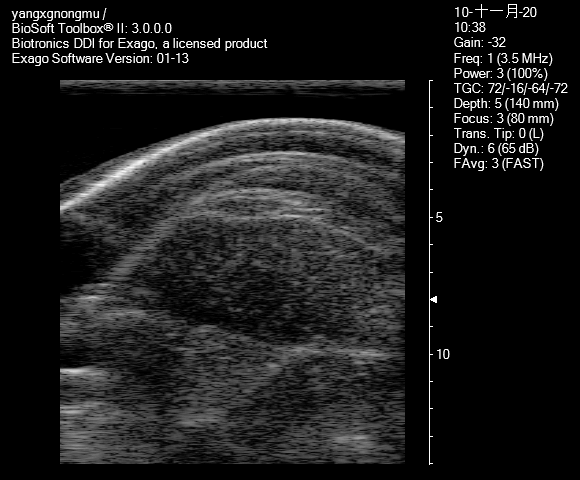 yangxgnongmu /
BioSoft Toolbox® II: 3.0.0.0
Biotronics DDI for Exago, a licensed product
Exago Software Version: 01-13
10-十一月-20
10:38
Gain: -32
Freq: 1 (3.5 MHz)
Power: 3 (100%)
TGC: 72/-16/-64/-72
Depth: 5 (140 mm)
Focus: 3 (80 mm)
Trans. Tip: 0 (L)
Dyn.: 6 (65 dB)
FAvg: 3 (FAST)
5
10